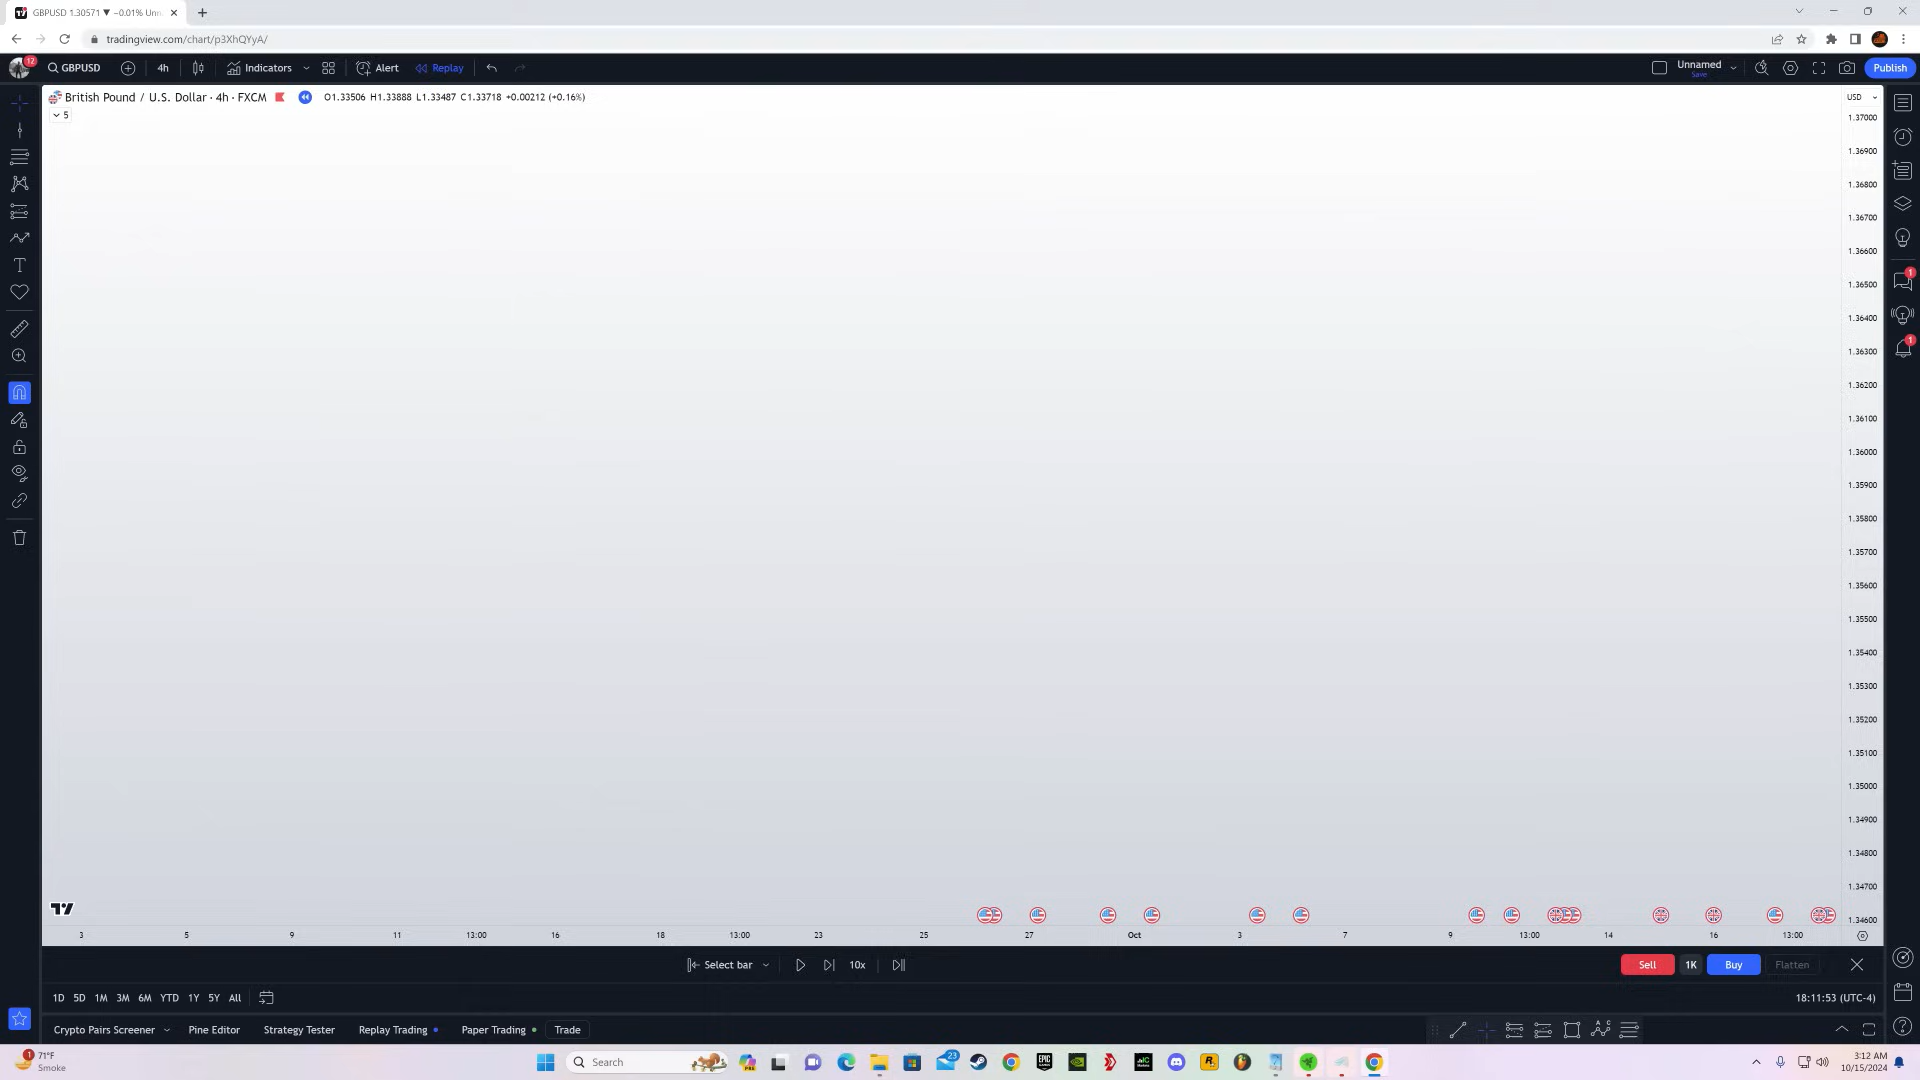 GBPUSD 1.30571 ▼ −0.01% Unn
tradingview.com/chart/p3XhQYyA/
12
GBPUSD
4h
Indicators
Alert
Replay
Unnamed
Save
Publish
British Pound / U.S. Dollar · 4h · FXCM
O1.33506 H1.33888 L1.33487 C1.33718 +0.00212 (+0.16%)
USD
5
1.37000
1.36900
1.36800
1.36700
1.36600
1.36500
1.36400
1.36300
1.36200
1.36100
1.36000
1.35900
1.35800
1.35700
1.35600
1.35500
1.35400
1.35300
1.35200
1.35100
1.35000
1.34900
1.34800
1.34700
1.34600
1
1
3 5 9 11 13:00 16 18 13:00 23 25 27 Oct 3 7 9 13:00 14 16 13:00
Select bar
10x
Sell 1K Buy Flatten
1D 5D 1M 3M 6M YTD 1Y 5Y All
18:11:53 (UTC-4)
Crypto Pairs Screener Pine Editor Strategy Tester Replay Trading Paper Trading Trade
1
71°F
Smoke
Search
23
3:12 AM
10/15/2024